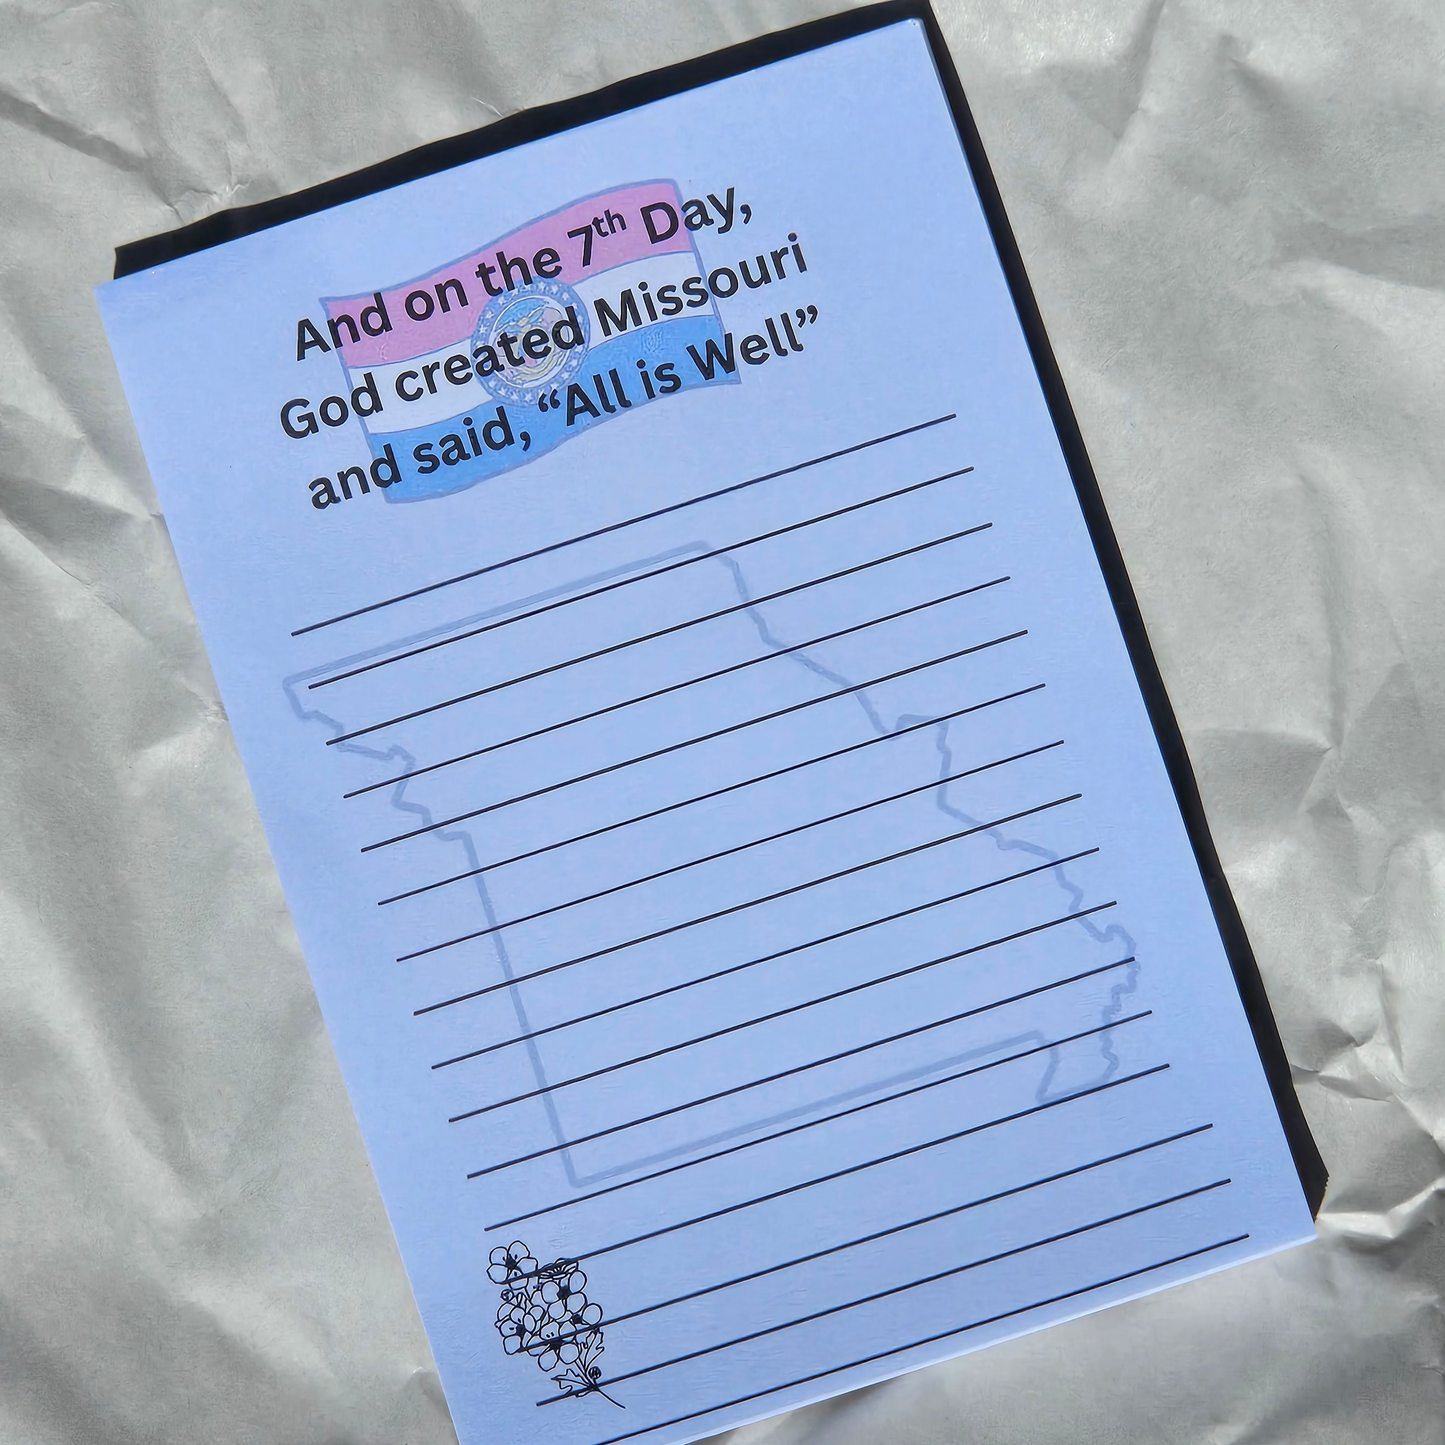 And on the 7th Day,
God created Missouri
and said, “All is Well”